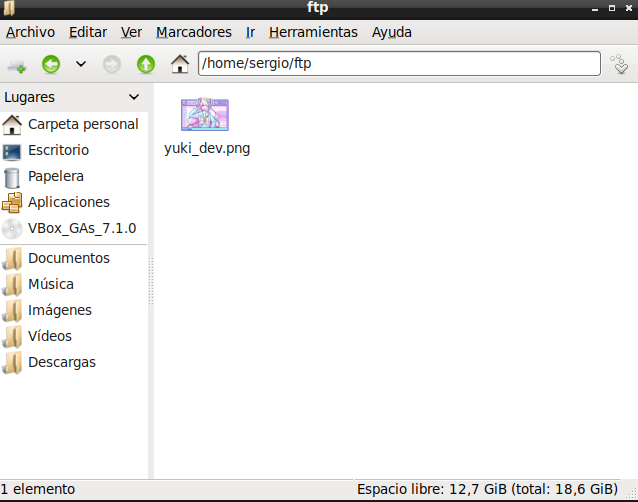 ftp
Archivo Editar Ver Marcadores Ir Herramientas Ayuda
/home/sergio/ftp
Lugares
Carpeta personal
Escritorio
Papelera
Aplicaciones
VBox_GAs_7.1.0
Documentos
Música
Imágenes
Vídeos
Descargas
yuki_dev.png
1 elemento
Espacio libre: 12,7 GiB (total: 18,6 GiB)